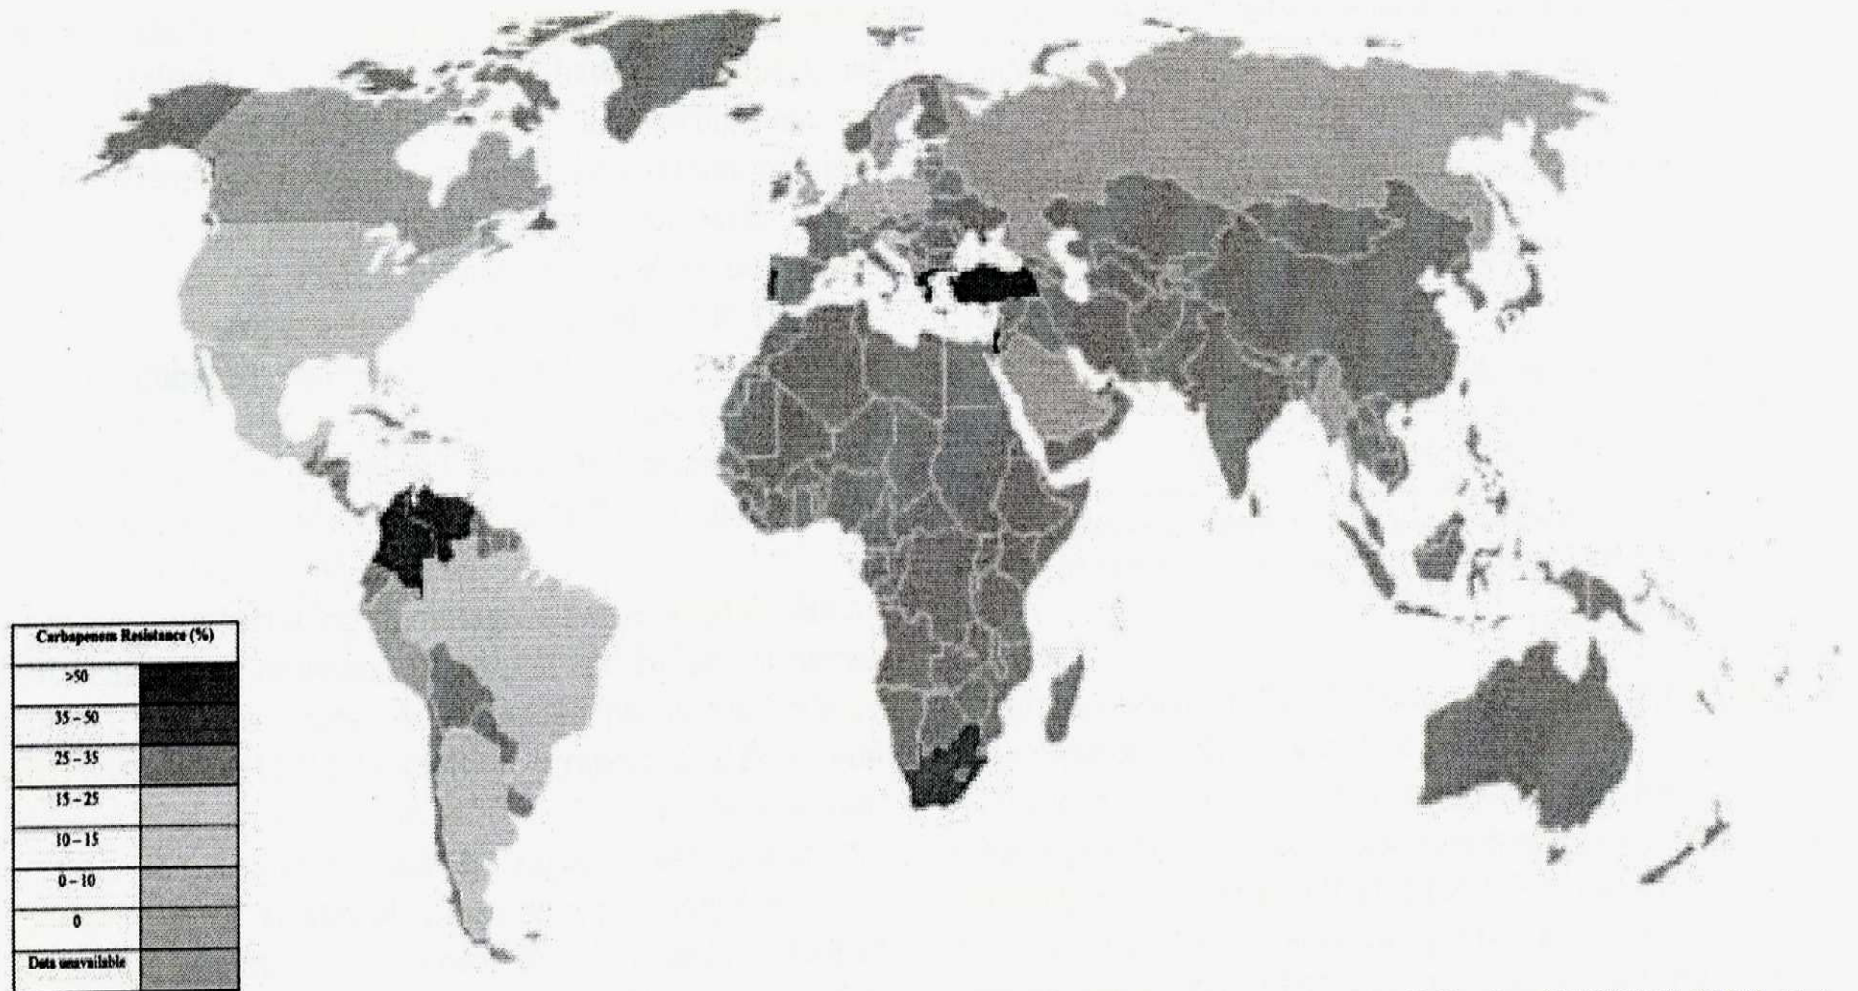 Carbapenem Resistance (%)
>50
35 – 50
25 – 35
15 – 25
10 – 15
0 – 10
0
Data unavailable